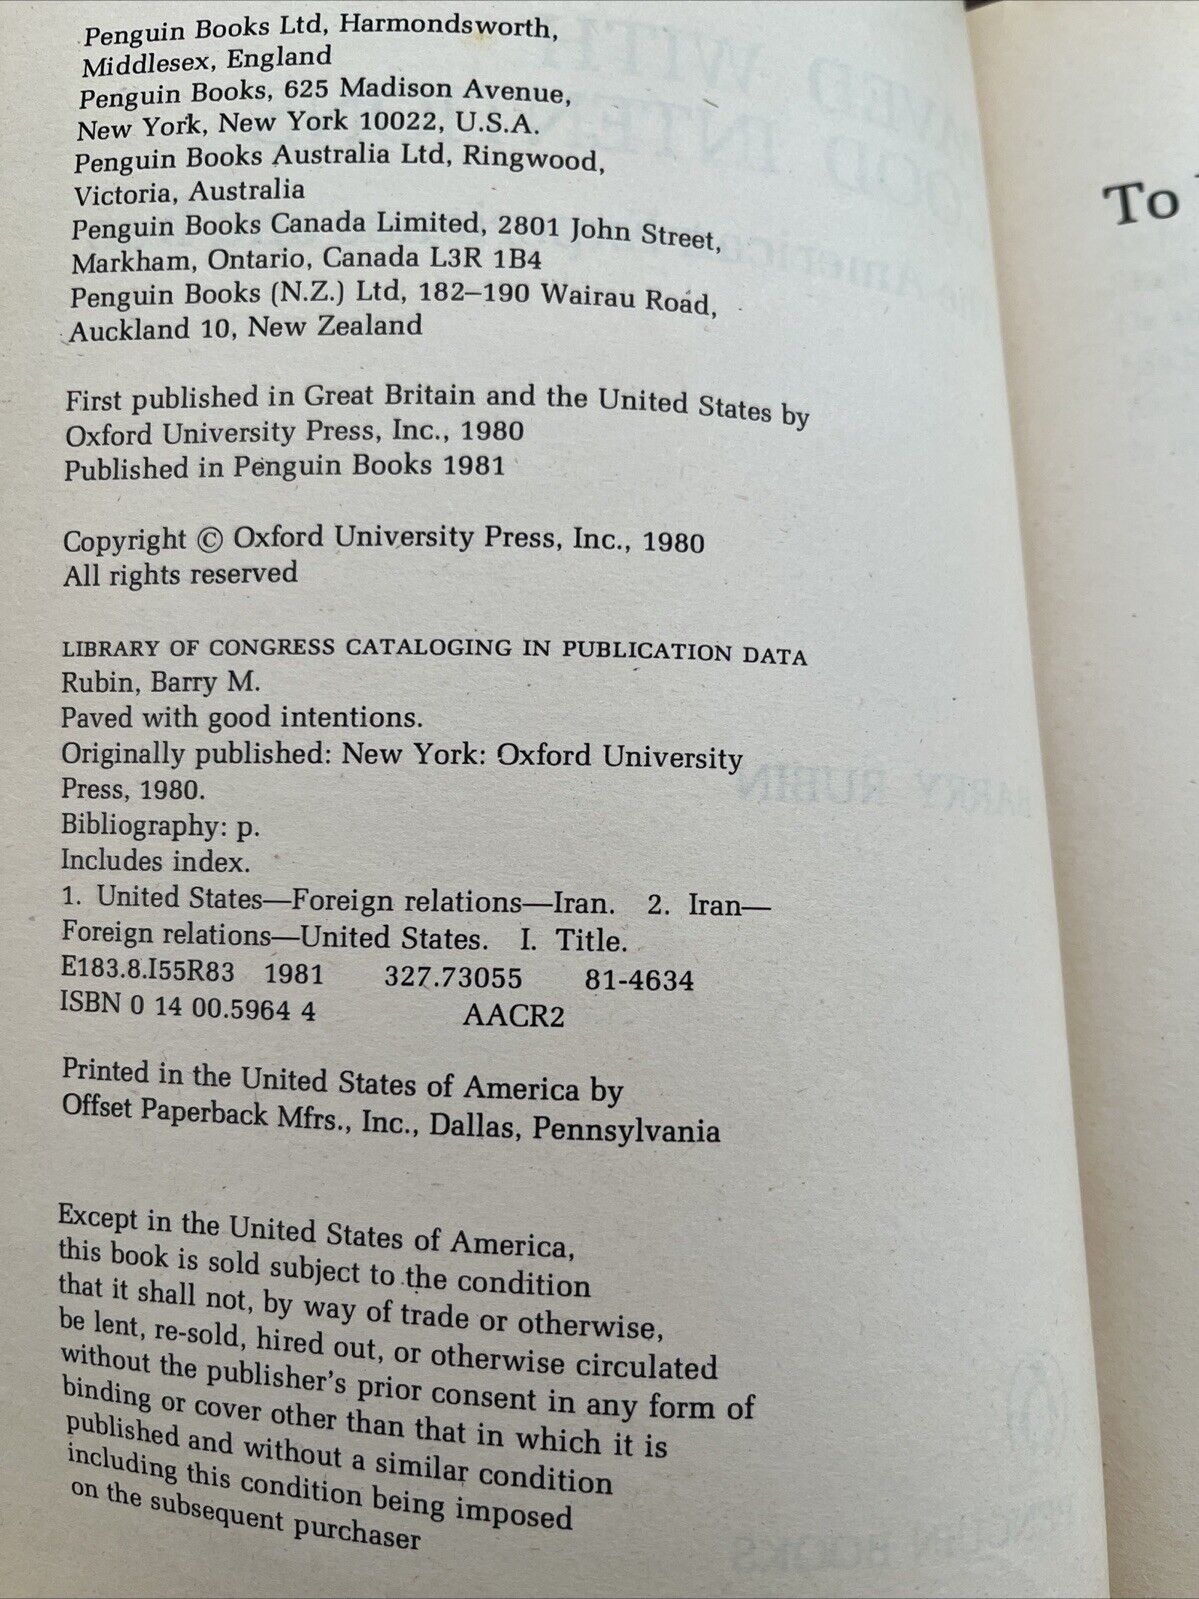 Penguin Books Ltd, Harmondsworth,
Middlesex, England
Penguin Books, 625 Madison Avenue,
New York, New York 10022, U.S.A.
Penguin Books Australia Ltd, Ringwood,
Victoria, Australia
Penguin Books Canada Limited, 2801 John Street,
Markham, Ontario, Canada L3R 1B4
Penguin Books (N.Z.) Ltd, 182–190 Wairau Road,
Auckland 10, New Zealand
First published in Great Britain and the United States by
Oxford University Press, Inc., 1980
Published in Penguin Books 1981
Copyright © Oxford University Press, Inc., 1980
All rights reserved
LIBRARY OF CONGRESS CATALOGING IN PUBLICATION DATA
Rubin, Barry M.
Paved with good intentions.
Originally published: New York: Oxford University
Press, 1980.
Bibliography: p.
Includes index.
1. United States—Foreign relations—Iran. 2. Iran—
Foreign relations—United States. I. Title.
E183.8.I55R83 1981 327.73055 81-4634
ISBN 0 14 00.5964 4 AACR2
Printed in the United States of America by
Offset Paperback Mfrs., Inc., Dallas, Pennsylvania
Except in the United States of America,
this book is sold subject to the condition
that it shall not, by way of trade or otherwise,
be lent, re-sold, hired out, or otherwise circulated
without the publisher's prior consent in any form of
binding or cover other than that in which it is
published and without a similar condition
including this condition being imposed
on the subsequent purchaser
To